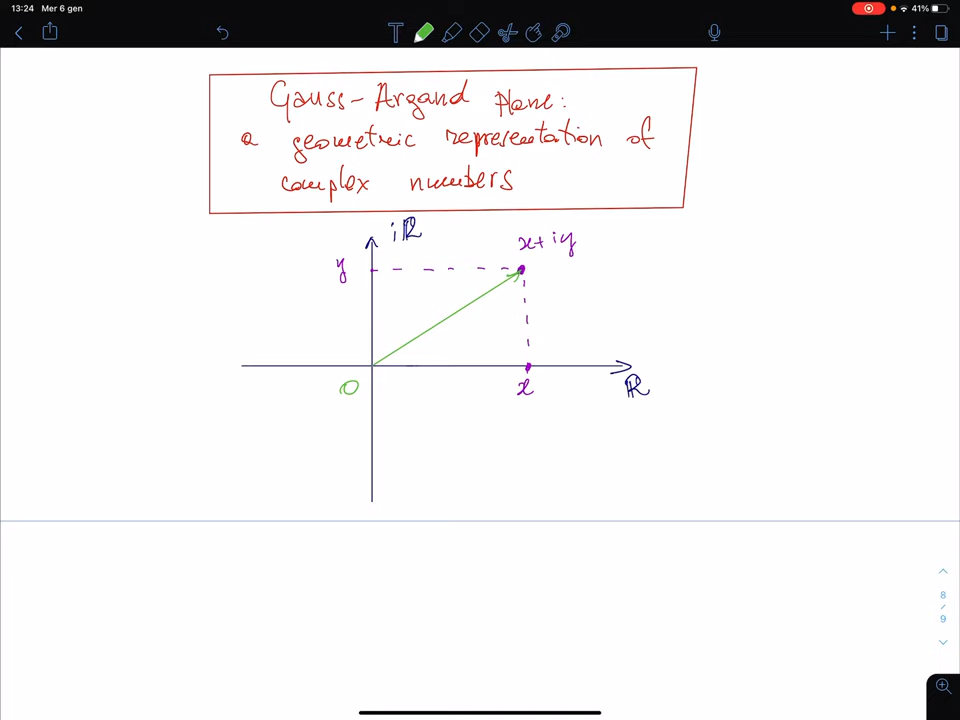 13:24 Mer 6 gen 41%
Gauss-Argand Plane:
a geometric representation of
complex numbers
iℝ
x+iy
y
O
x
ℝ
8
/
9